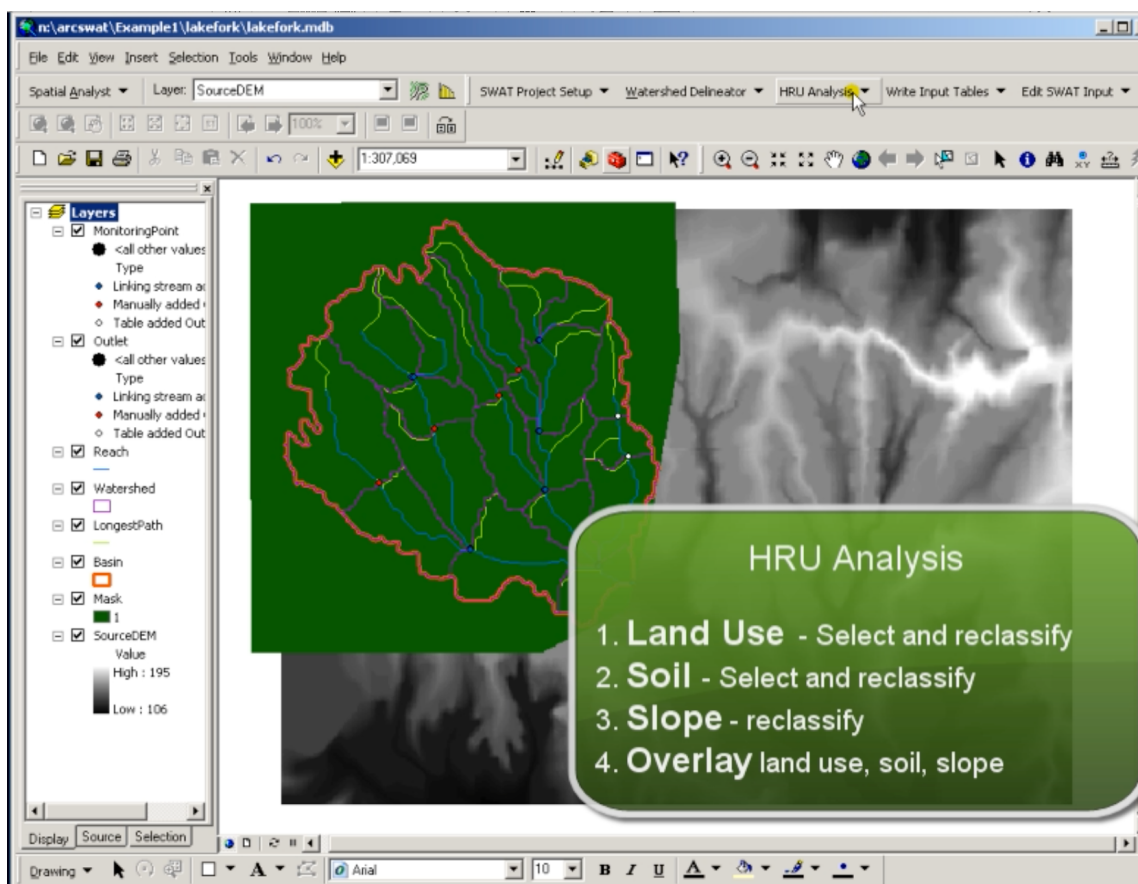 n:\arcswat\Example1\lakefork\lakefork.mdb
File Edit View Insert Selection Tools Window Help
Spatial Analyst Layer: SourceDEM SWAT Project Setup Watershed Delineator HRU Analysis Write Input Tables Edit SWAT Input
100%
1:307,069
Layers
MonitoringPoint
<all other values
Type
Linking stream a
Manually added
Table added Out
Outlet
<all other values
Type
Linking stream a
Manually added
Table added Out
Reach
Watershed
LongestPath
Basin
Mask
1
SourceDEM
Value
High : 195
Low : 106
HRU Analysis
1. Land Use - Select and reclassify
2. Soil - Select and reclassify
3. Slope - reclassify
4. Overlay land use, soil, slope
Display Source Selection
Drawing A Arial 10 B I U A